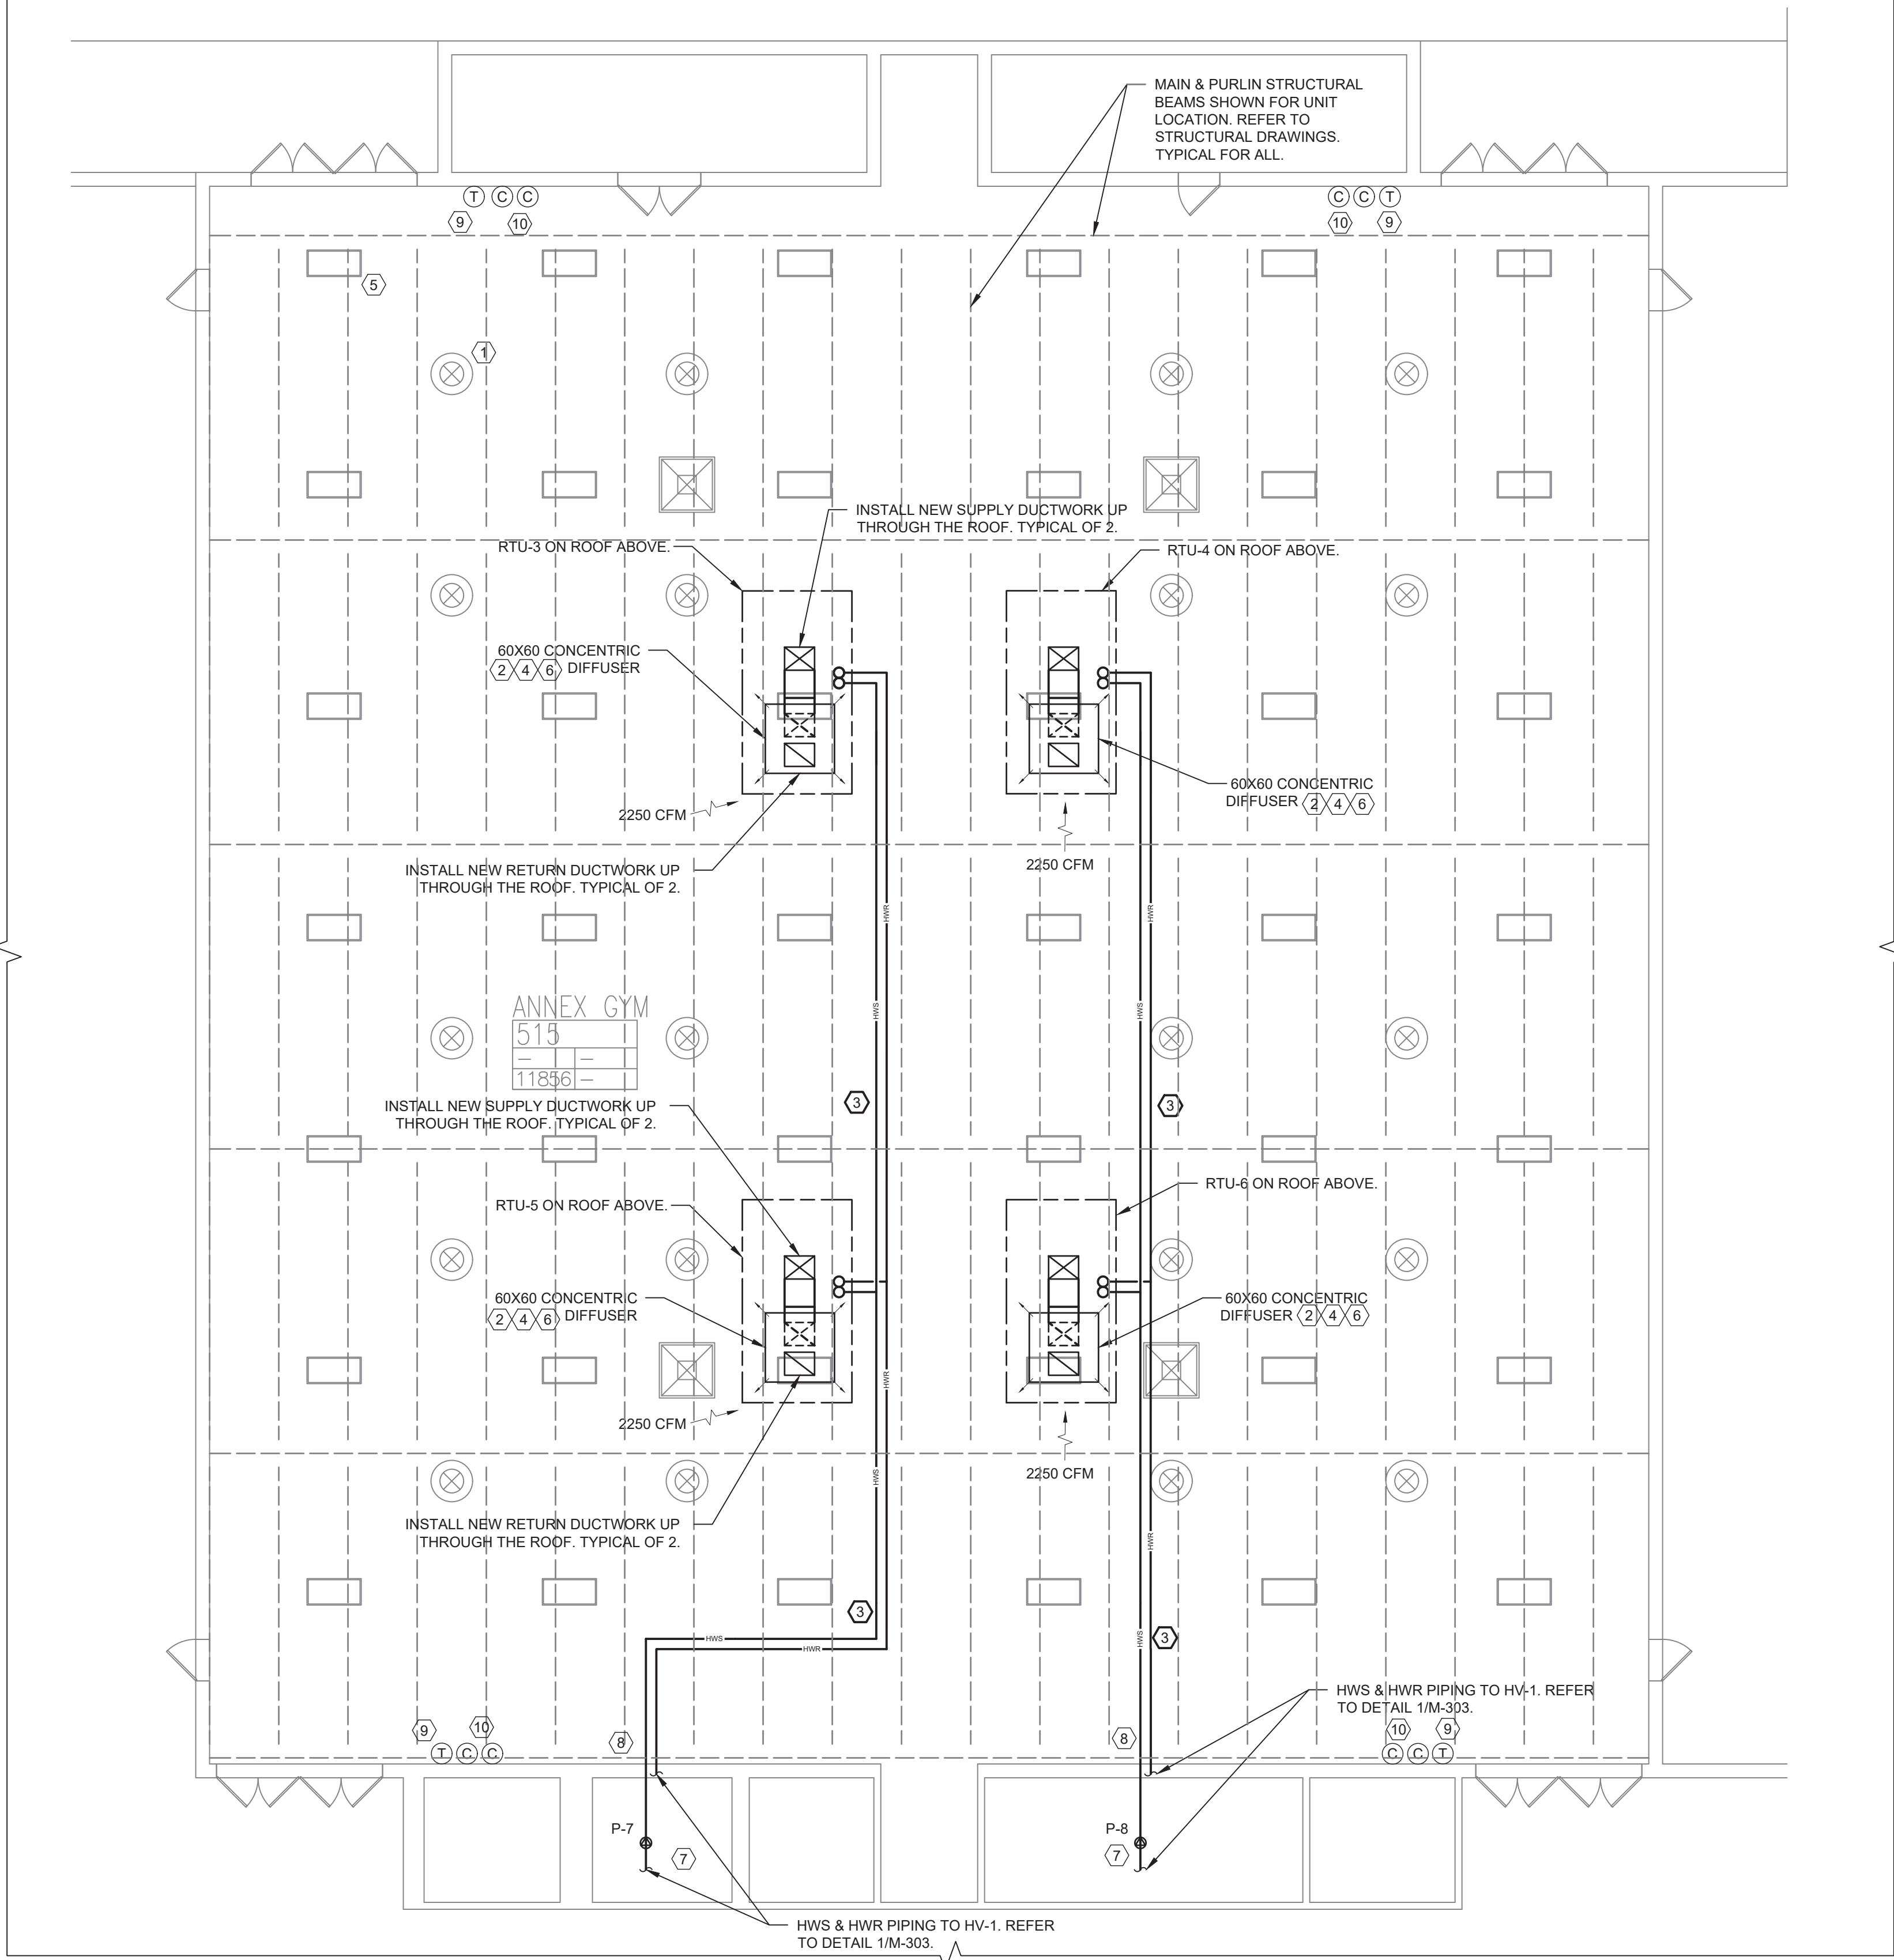 MAIN & PURLIN STRUCTURAL
BEAMS SHOWN FOR UNIT
LOCATION. REFER TO
STRUCTURAL DRAWINGS.
TYPICAL FOR ALL.
T C C
9 10
C C T
10 9
5
1
INSTALL NEW SUPPLY DUCTWORK UP
THROUGH THE ROOF. TYPICAL OF 2.
RTU-3 ON ROOF ABOVE.
RTU-4 ON ROOF ABOVE.
60X60 CONCENTRIC
2 4 6 DIFFUSER
60X60 CONCENTRIC
DIFFUSER 2 4 6
2250 CFM
2250 CFM
INSTALL NEW RETURN DUCTWORK UP
THROUGH THE ROOF. TYPICAL OF 2.
HWR
HWR
HWS
HWS
ANNEX GYM
515
– –
11856 –
3
3
INSTALL NEW SUPPLY DUCTWORK UP
THROUGH THE ROOF. TYPICAL OF 2.
RTU-5 ON ROOF ABOVE.
RTU-6 ON ROOF ABOVE.
60X60 CONCENTRIC
2 4 6 DIFFUSER
60X60 CONCENTRIC
DIFFUSER 2 4 6
HWR
2250 CFM
2250 CFM
HWS
INSTALL NEW RETURN DUCTWORK UP
THROUGH THE ROOF. TYPICAL OF 2.
HWR
3
HWS
HWR
HWS
3
HWS & HWR PIPING TO HV-1. REFER
TO DETAIL 1/M-303.
9 10
T C C
8
8
10 9
C C T
P-7
7
P-8
7
HWS & HWR PIPING TO HV-1. REFER
TO DETAIL 1/M-303.